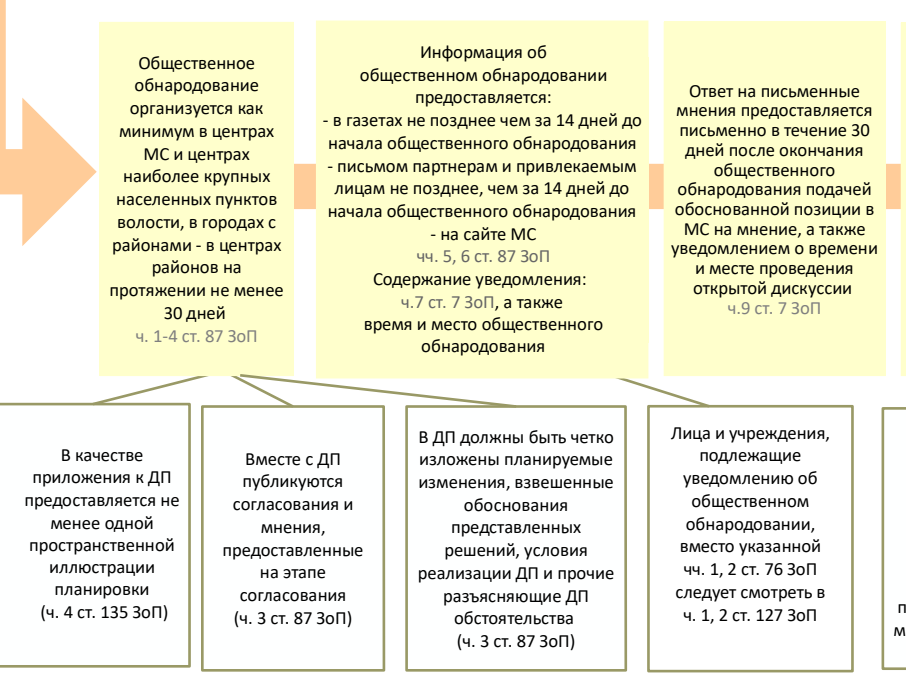 Общественное
обнародование
организуется как
минимум в центрах
МС и центрах
наиболее крупных
населенных пунктов
волости, в городах с
районами - в центрах
районов на
протяжении не менее
30 дней
ч. 1-4 ст. 87 ЗоП
Информация об
общественном обнародовании
предоставляется:
- в газетах не позднее чем за 14 дней до
начала общественного обнародования
- письмом партнерам и привлекаемым
лицам не позднее, чем за 14 дней до
начала общественного обнародования
- на сайте МС
чч. 5, 6 ст. 87 ЗоП
Содержание уведомления:
ч.7 ст. 7 ЗоП, а также
время и место общественного
обнародования
Ответ на письменные
мнения предоставляется
письменно в течение 30
дней после окончания
общественного
обнародования подачей
обоснованной позиции в
МС на мнение, а также
уведомлением о времени
и месте проведения
открытой дискуссии
ч.9 ст. 7 ЗоП
В качестве
приложения к ДП
предоставляется не
менее одной
пространственной
иллюстрации
планировки
(ч. 4 ст. 135 ЗоП)
Вместе с ДП
публикуются
согласования и
мнения,
предоставленные
на этапе
согласования
(ч. 3 ст. 87 ЗоП)
В ДП должны быть четко
изложены планируемые
изменения, взвешенные
обоснования
представленных
решений, условия
реализации ДП и прочие
разъясняющие ДП
обстоятельства
(ч. 3 ст. 87 ЗоП)
Лица и учреждения,
подлежащие
уведомлению об
общественном
обнародовании,
вместо указанной
чч. 1, 2 ст. 76 ЗоП
следует смотреть в
ч. 1, 2 ст. 127 ЗоП